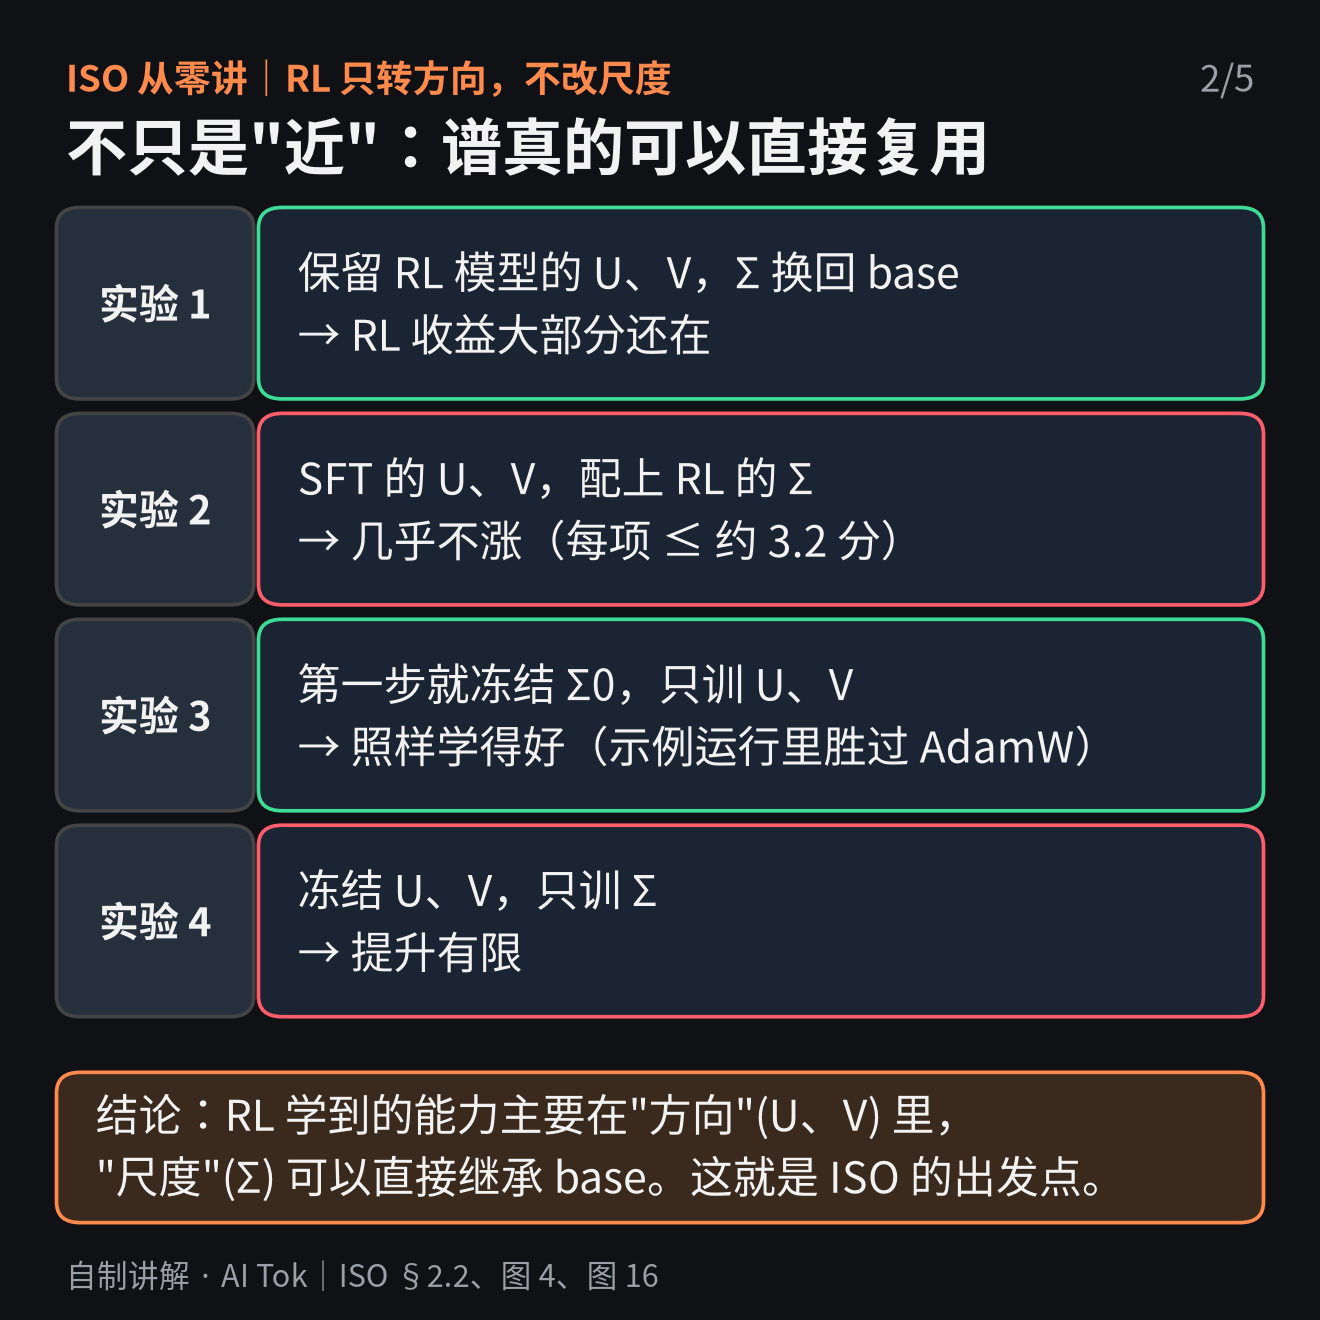 ISO 从零讲｜RL 只转方向，不改尺度
2/5
不只是"近"：谱真的可以直接复用
实验 1
保留 RL 模型的 U、V，Σ 换回 base
→ RL 收益大部分还在
实验 2
SFT 的 U、V，配上 RL 的 Σ
→ 几乎不涨（每项 ≤ 约 3.2 分）
实验 3
第一步就冻结 Σ0，只训 U、V
→ 照样学得好（示例运行里胜过 AdamW）
实验 4
冻结 U、V，只训 Σ
→ 提升有限
结论：RL 学到的能力主要在"方向"(U、V) 里，
"尺度"(Σ) 可以直接继承 base。这就是 ISO 的出发点。
自制讲解 · AI Tok｜ISO §2.2、图 4、图 16